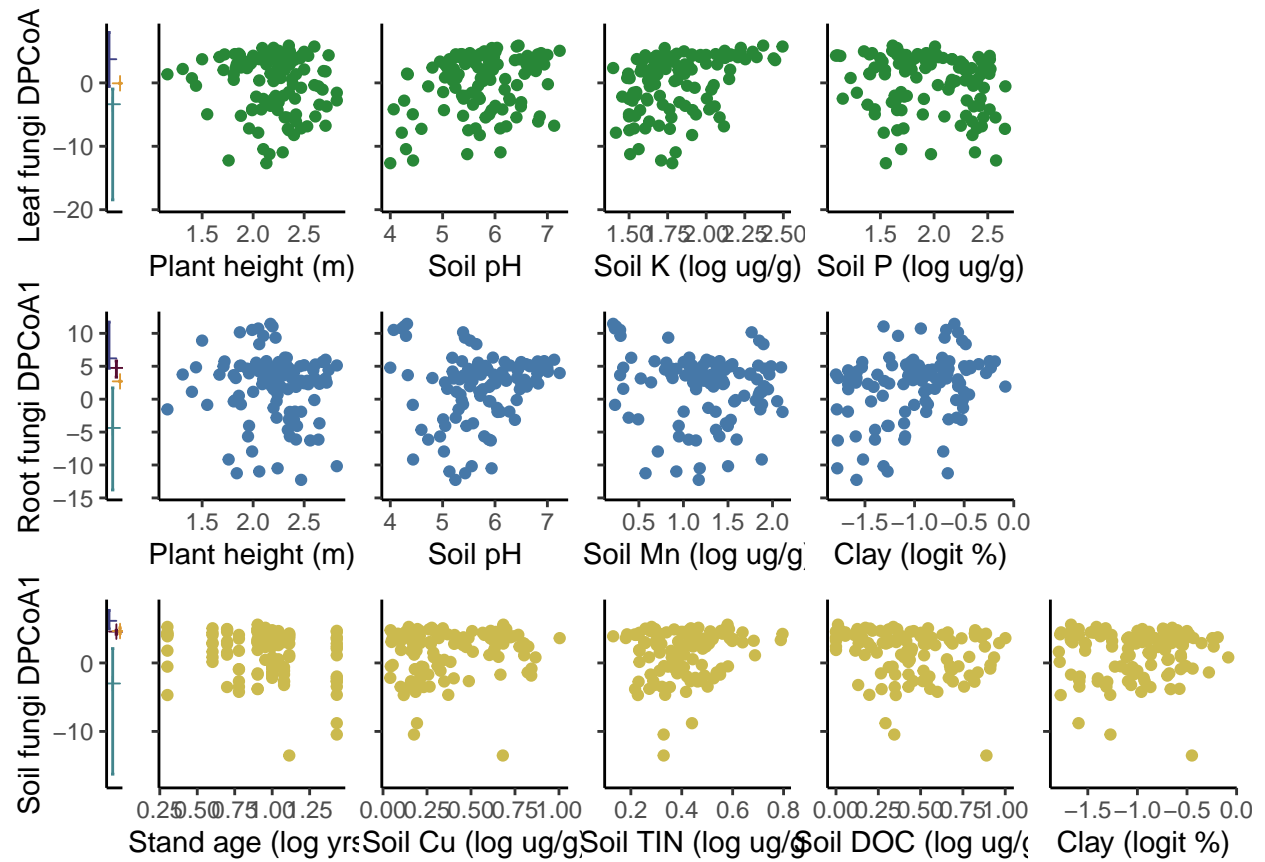 Leaf fungi DPCoA
0
−10
−20
1.5 2.0 2.5
4 5 6 7
1.50 1.75 2.00 2.25 2.50
1.5 2.0 2.5
Plant height (m)
Soil pH
Soil K (log ug/g)
Soil P (log ug/g)
Root fungi DPCoA1
10
5
0
−5
−10
−15
1.5 2.0 2.5
4 5 6 7
0.5 1.0 1.5 2.0
−1.5 −1.0 −0.5 0.0
Plant height (m)
Soil pH
Soil Mn (log ug/g)
Clay (logit %)
Soil fungi DPCoA1
0
−10
0.25 0.50 0.75 1.00 1.25
0.00 0.25 0.50 0.75 1.00
0.2 0.4 0.6 0.8
0.00 0.25 0.50 0.75 1.00
−1.5 −1.0 −0.5 0.0
Stand age (log yrs
Soil Cu (log ug/g)
Soil TIN (log ug/g
Soil DOC (log ug/g
Clay (logit %)